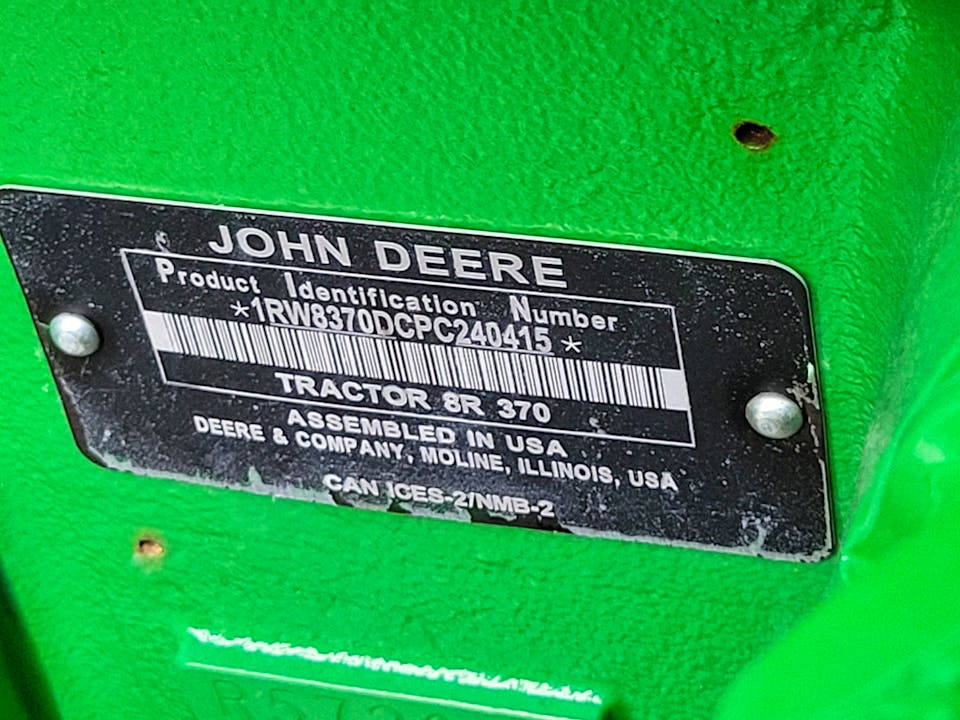 JOHN DEERE
Product Identification Number
*1RW8370DCPC240415*
TRACTOR 8R 370
ASSEMBLED IN USA
DEERE & COMPANY, MOLINE, ILLINOIS, USA
CAN ICES-2/NMB-2